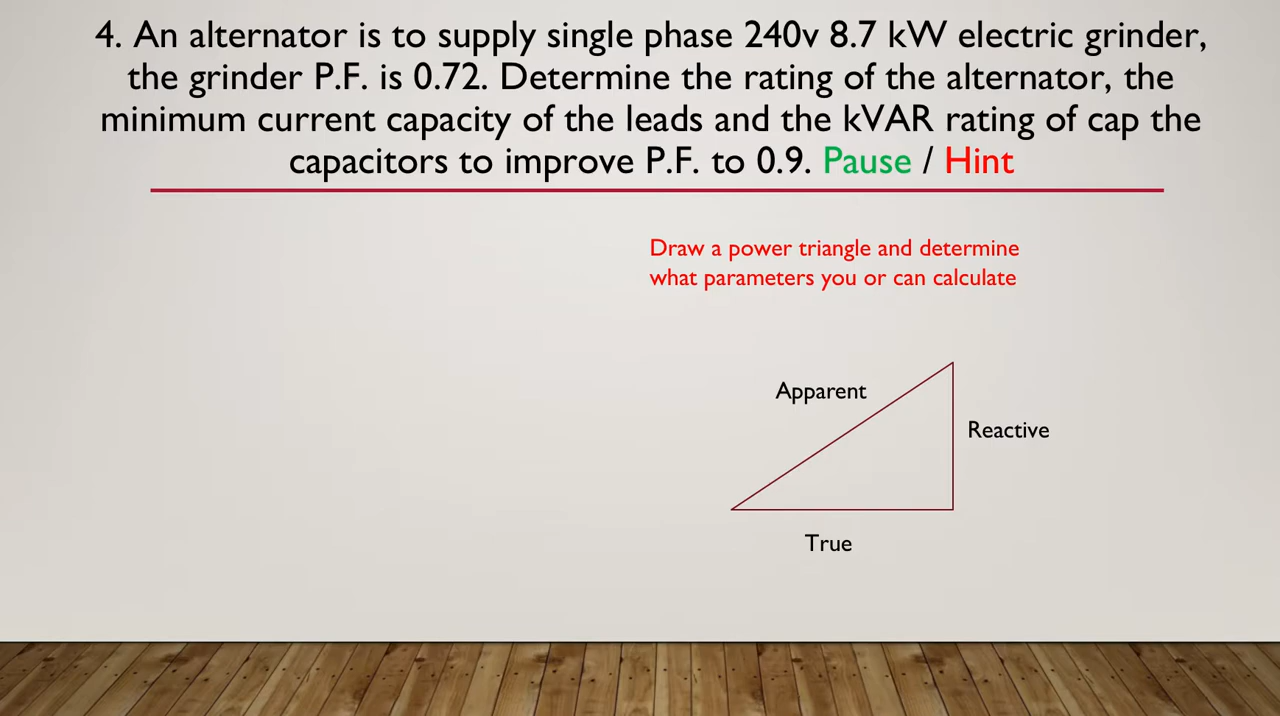 4. An alternator is to supply single phase 240v 8.7 kW electric grinder,
the grinder P.F. is 0.72. Determine the rating of the alternator, the
minimum current capacity of the leads and the kVAR rating of cap the
capacitors to improve P.F. to 0.9. Pause / Hint
Draw a power triangle and determine
what parameters you or can calculate
Apparent
Reactive
True